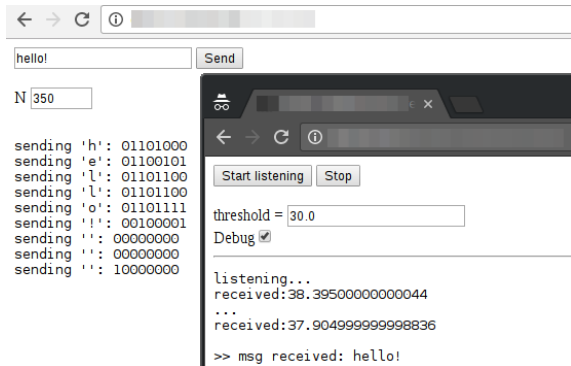 hello! Send
N 350
sending 'h': 01101000
sending 'e': 01100101
sending 'l': 01101100
sending 'l': 01101100
sending 'o': 01101111
sending '!': 00100001
sending '': 00000000
sending '': 00000000
sending '': 10000000
Start listening Stop
threshold = 30.0
Debug
listening...
received:38.39500000000044
...
received:37.904999999998836
>> msg received: hello!